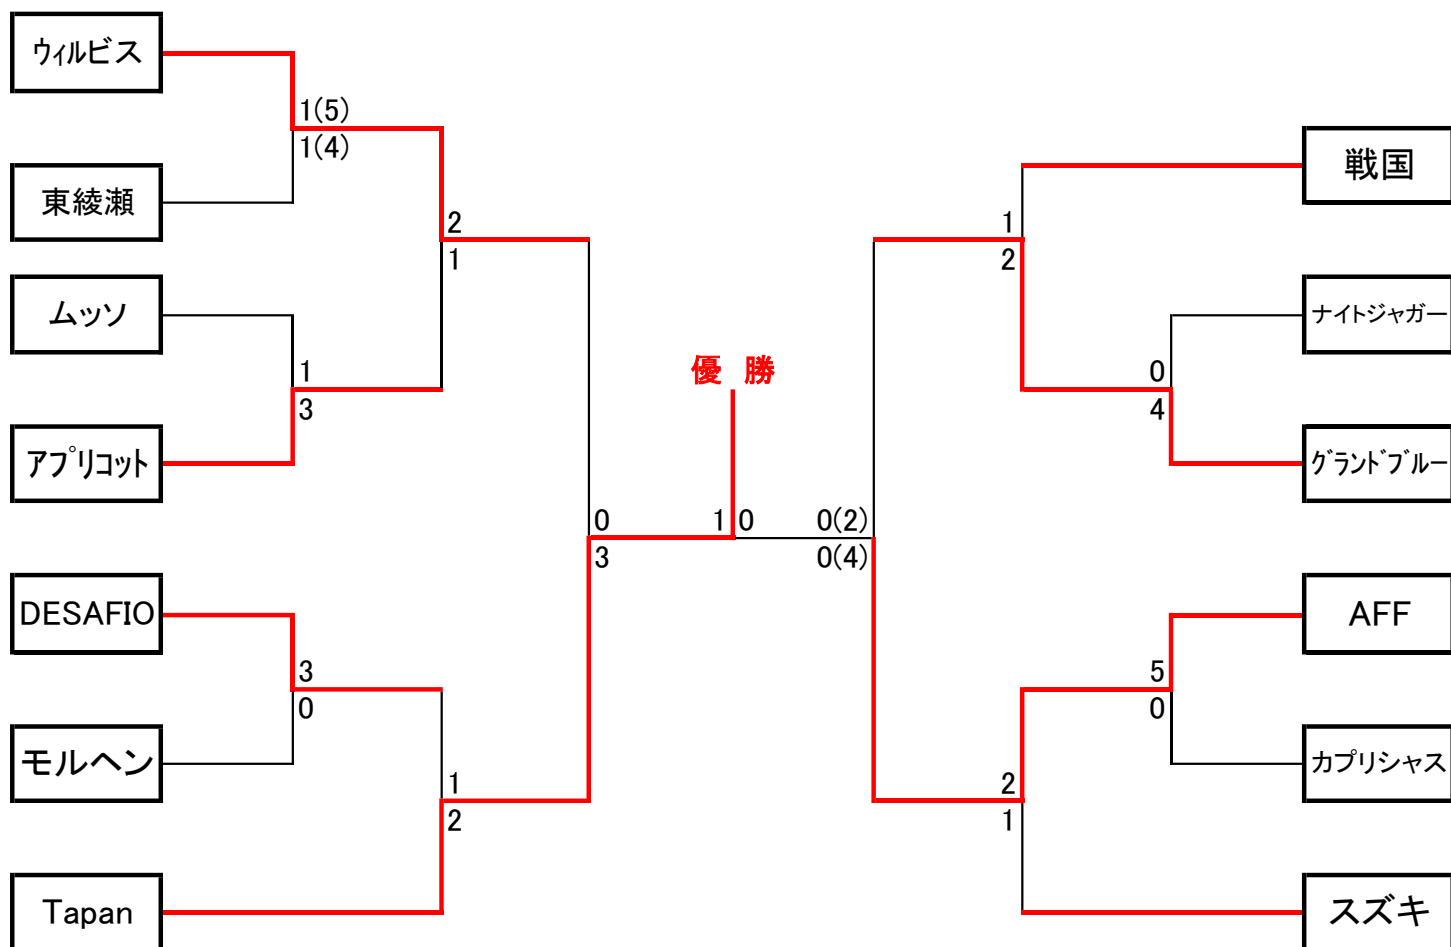 ウィルビス
1(5)
1(4)
東綾瀬
2
1
ムッソ
1
3
アプリコット
DESAFIO
3
0
モルヘン
1
2
Tapan
0
3
優 勝
1 0
0(2)
0(4)
戦国
1
2
ナイトジャガー
0
4
グランドブルー
AFF
5
0
カプリシャス
2
1
スズキ